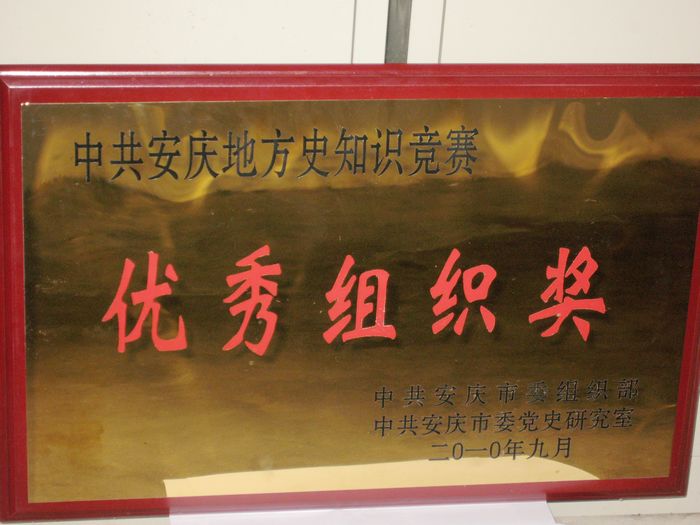 中共安庆地方史知识竞赛
优秀组织奖
中共安庆市委组织部
中共安庆市委党史研究室
二〇一〇年九月